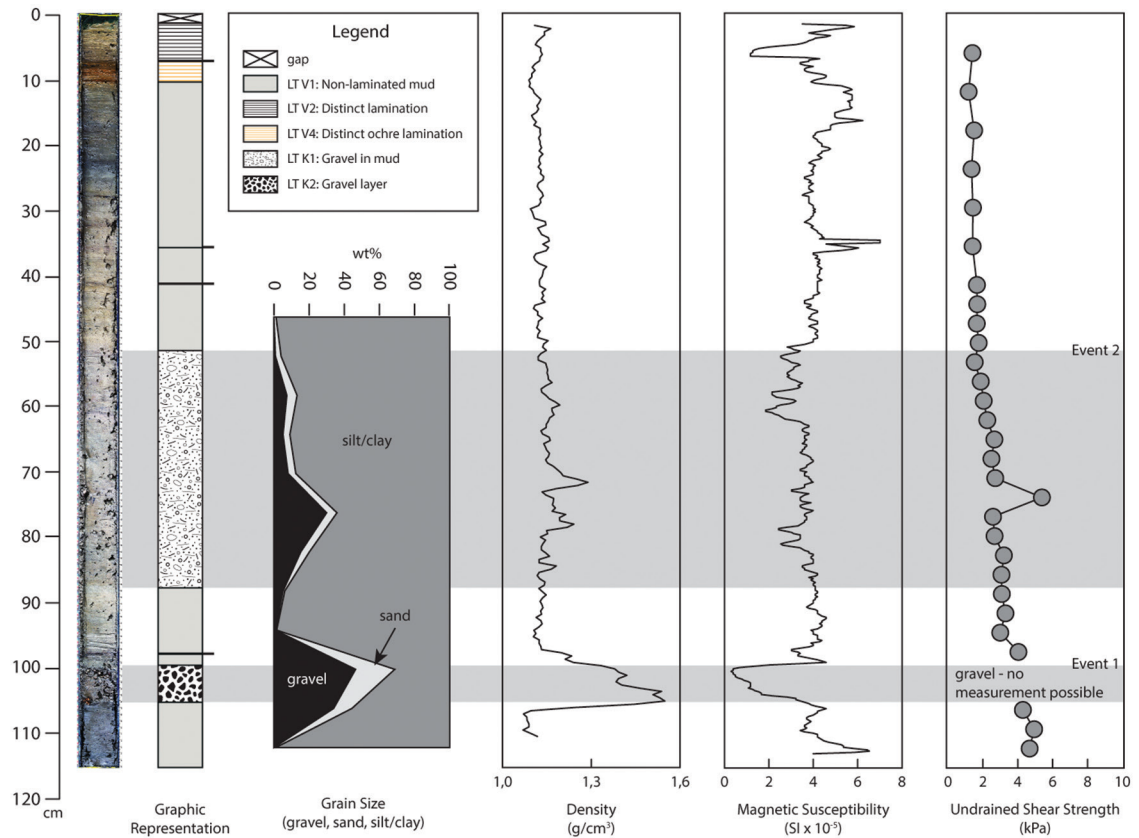 0
10
20
30
40
50
60
70
80
90
100
110
120
cm
Graphic
Representation
Legend
gap
LT V1: Non-laminated mud
LT V2: Distinct lamination
LT V4: Distinct ochre lamination
LT K1: Gravel in mud
LT K2: Gravel layer
wt%
0 20 40 60 80 100
silt/clay
sand
gravel
Grain Size
(gravel, sand, silt/clay)
1,0 1,3 1,6
Density
(g/cm³)
0 2 4 6 8
Magnetic Susceptibility
(SI x 10⁻⁵)
Event 2
Event 1
gravel - no
measurement possible
0 2 4 6 8 10
Undrained Shear Strength
(kPa)